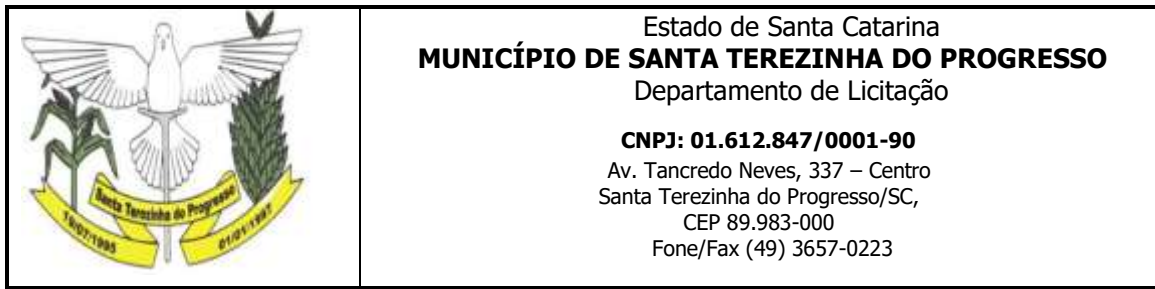 Santa Terezinha do Progresso
19/07/1995
01/01/1997
Estado de Santa Catarina
MUNICÍPIO DE SANTA TEREZINHA DO PROGRESSO
Departamento de Licitação
CNPJ: 01.612.847/0001-90
Av. Tancredo Neves, 337 – Centro
Santa Terezinha do Progresso/SC,
CEP 89.983-000
Fone/Fax (49) 3657-0223